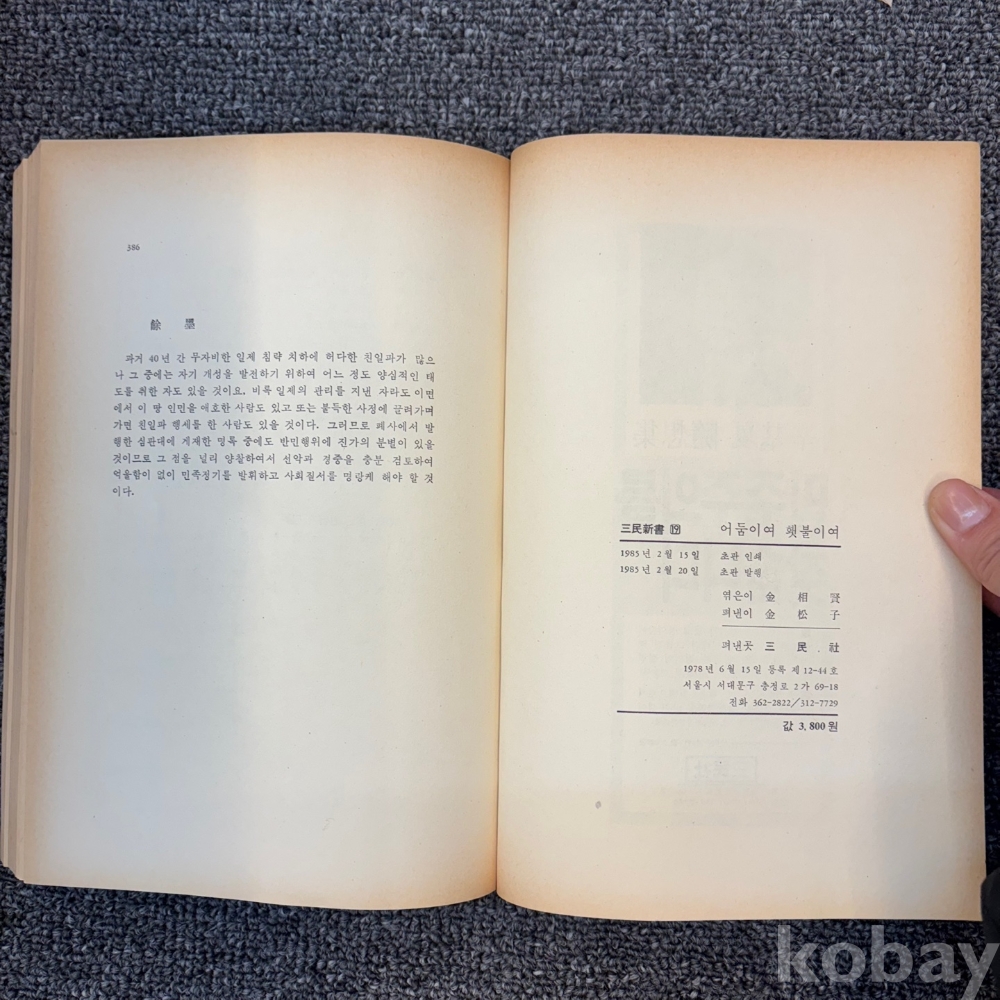 386
餘 墨
과거 40년 간 무자비한 일제 침략 치하에 허다한 친일파가 많으
나 그 중에는 자기 개성을 발전하기 위하여 어느 정도 양심적인 태
도를 취한 자도 있을 것이요. 비록 일제의 관리를 지낸 자라도 이면
에서 이 땅 인민을 애호한 사람도 있고 또는 붙득한 사정에 끌려가며
가면 친일파 행세를 한 사람도 있을 것이다. 그러므로 폐사에서 발
행한 심판대에 게재한 명록 중에도 반민행위에 진가의 분별이 있을
것이므로 그 점을 널리 양찰하여서 선악과 경중을 충분 검토하여
억울함이 없이 민족정기를 발휘하고 사회질서를 명랑케 해야 할 것
이다.
三民新書 19 어둠이여 횃불이여
1985년 2월 15일 초판 인쇄
1985년 2월 20일 초판 발행
엮은이 金 相 賢
펴낸이 金 松 子
펴낸곳 三 民 社
1978년 6월 15일 등록 제12-44호
서울시 서대문구 충정로 2가 69-18
전화 362-2822/312-7729
값 3,800원
kobay